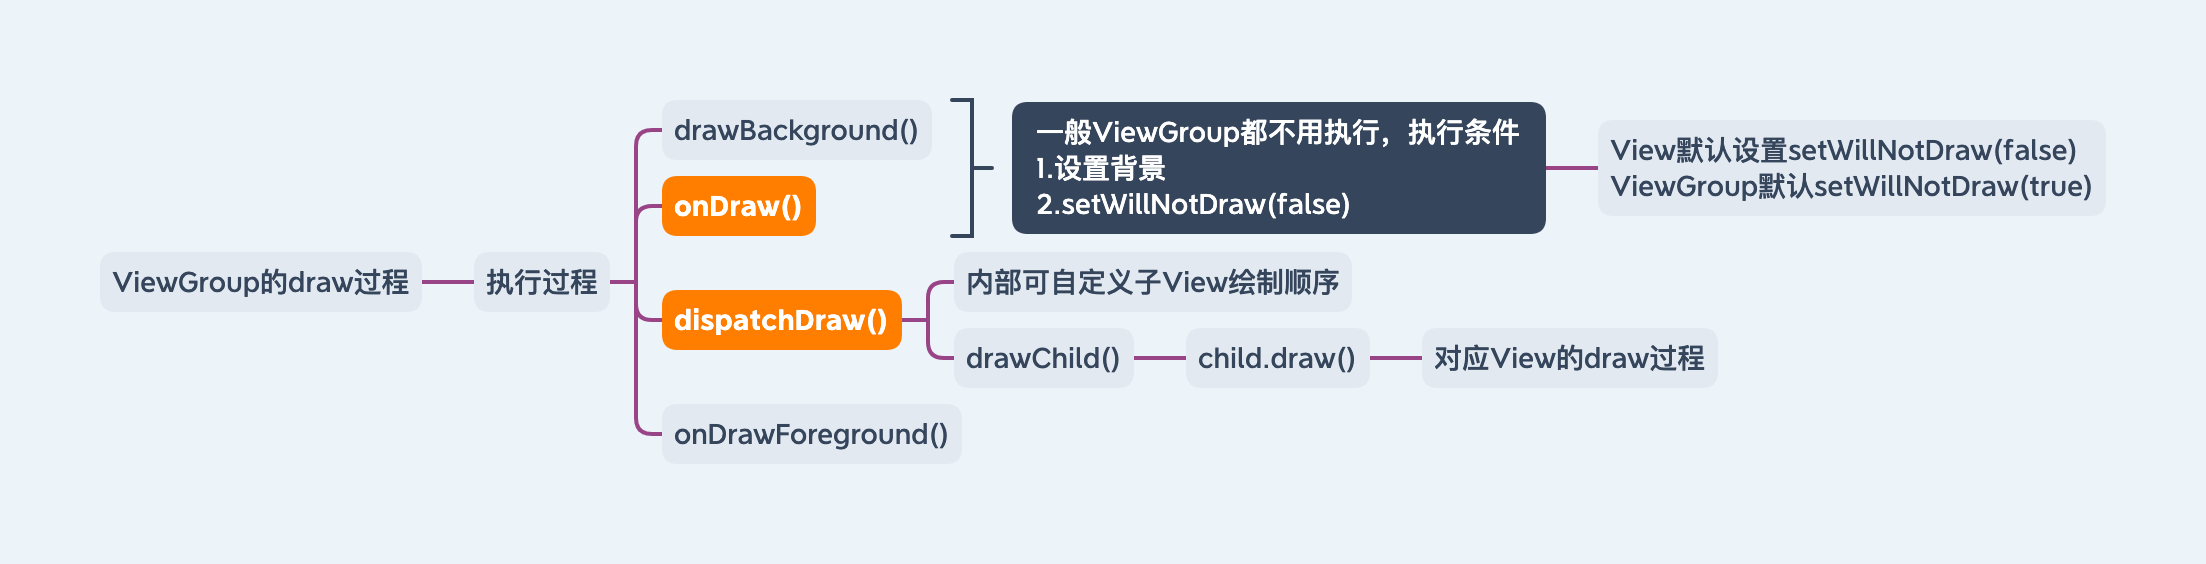 ViewGroup的draw过程
执行过程
drawBackground()
onDraw()
一般ViewGroup都不用执行，执行条件
1.设置背景
2.setWillNotDraw(false)
View默认设置setWillNotDraw(false)
ViewGroup默认setWillNotDraw(true)
dispatchDraw()
内部可自定义子View绘制顺序
drawChild()
child.draw()
对应View的draw过程
onDrawForeground()